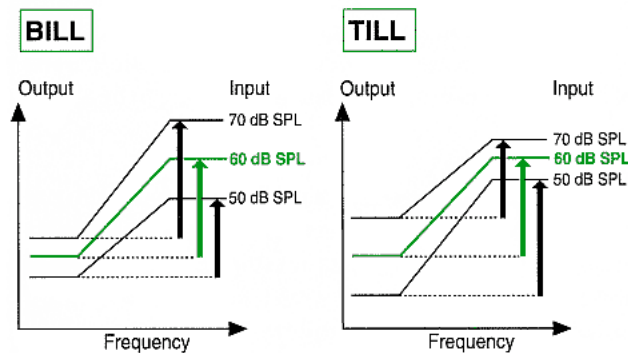 BILL
Output
Input
70 dB SPL
60 dB SPL
50 dB SPL
Frequency
TILL
Output
Input
70 dB SPL
60 dB SPL
50 dB SPL
Frequency